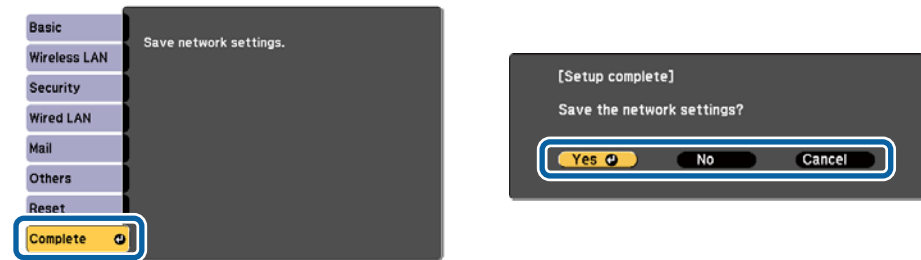 Basic
Wireless LAN
Security
Wired LAN
Mail
Others
Reset
Complete
Save network settings.
[Setup complete]
Save the network settings?
Yes No Cancel